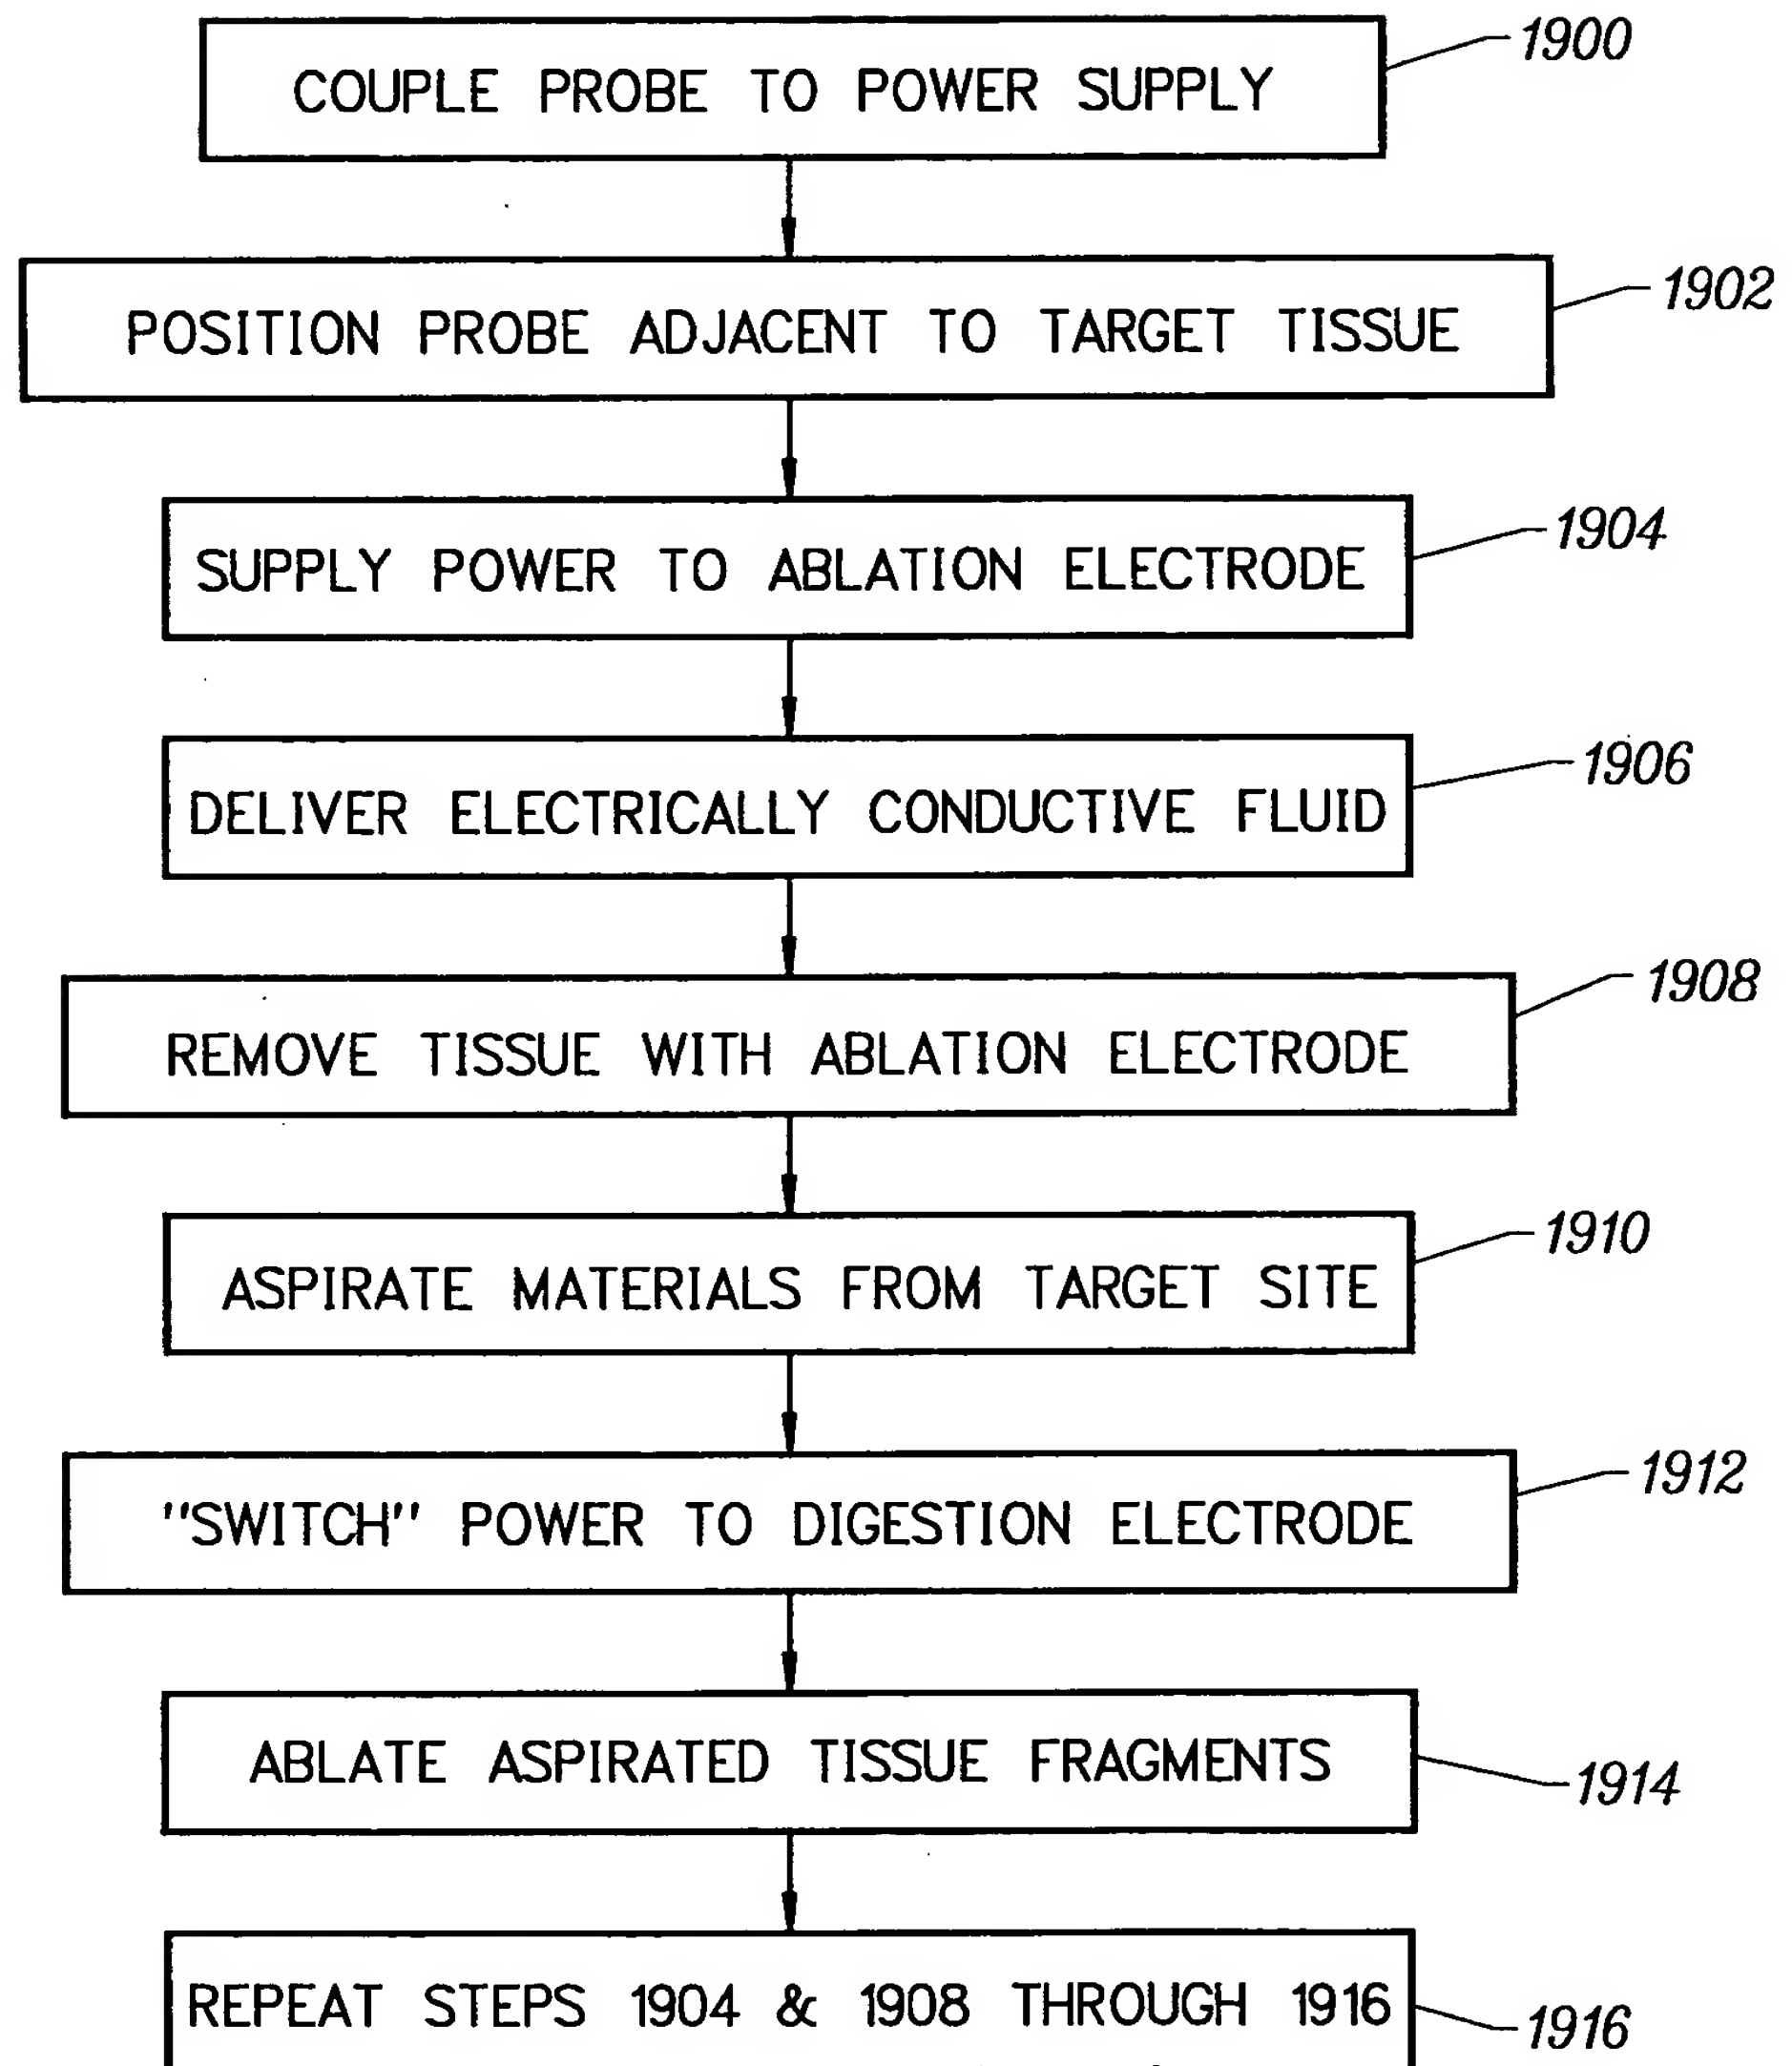 COUPLE PROBE TO POWER SUPPLY
1900
POSITION PROBE ADJACENT TO TARGET TISSUE
1902
SUPPLY POWER TO ABLATION ELECTRODE
1904
DELIVER ELECTRICALLY CONDUCTIVE FLUID
1906
REMOVE TISSUE WITH ABLATION ELECTRODE
1908
ASPIRATE MATERIALS FROM TARGET SITE
1910
"SWITCH" POWER TO DIGESTION ELECTRODE
1912
ABLATE ASPIRATED TISSUE FRAGMENTS
1914
REPEAT STEPS 1904 & 1908 THROUGH 1916
1916